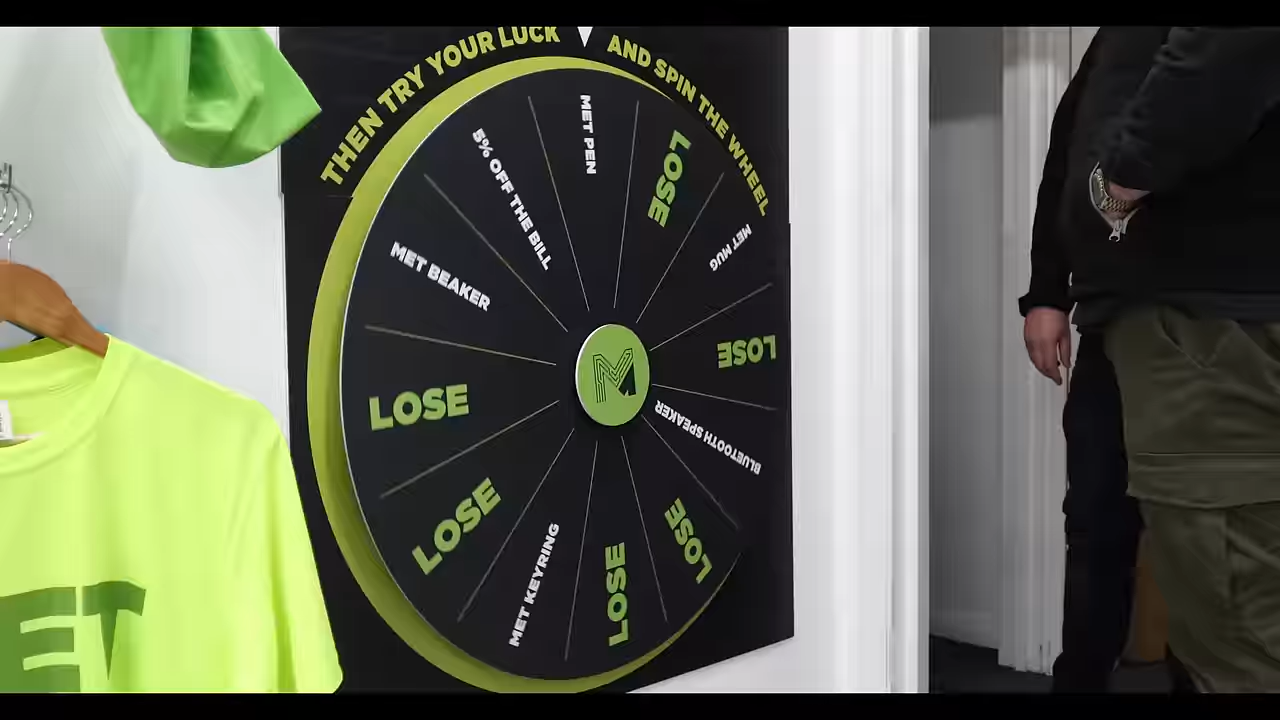 THEN TRY YOUR LUCK
AND SPIN THE WHEEL
MET PEN
LOSE
MET MUG
LOSE
BLUETOOTH SPEAKER
LOSE
LOSE
MET KEYRING
LOSE
LOSE
MET BEAKER
5% OFF THE BILL
M
ET